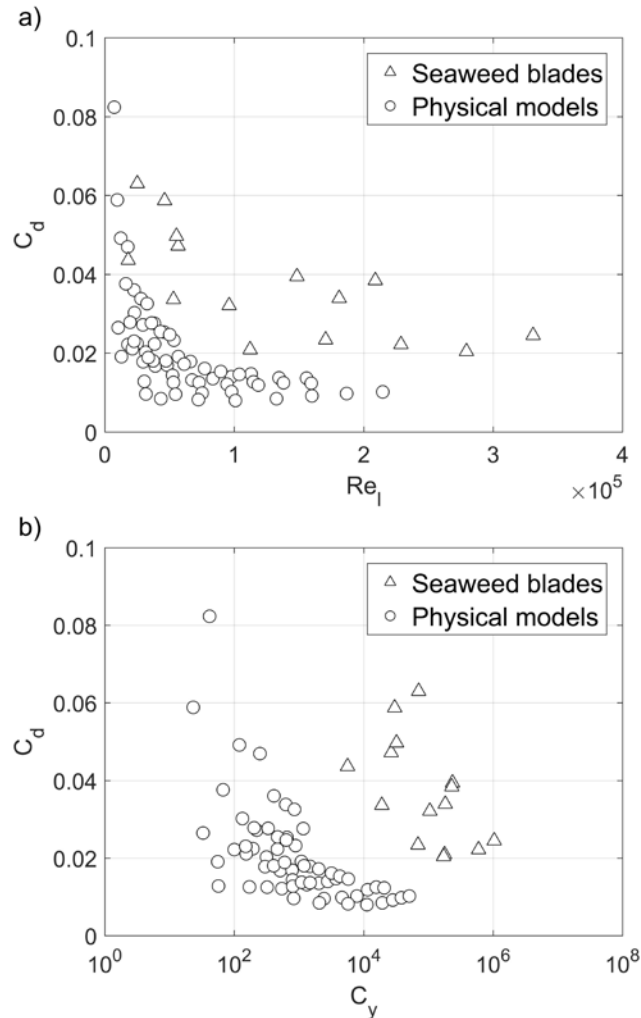 a)
0.1
0.08
0.06
0.04
0.02
0
C_d
Seaweed blades
Physical models
0 1 2 3 4
Re_l
×10^5
b)
0.1
0.08
0.06
0.04
0.02
0
C_d
Seaweed blades
Physical models
10^0 10^2 10^4 10^6 10^8
C_y